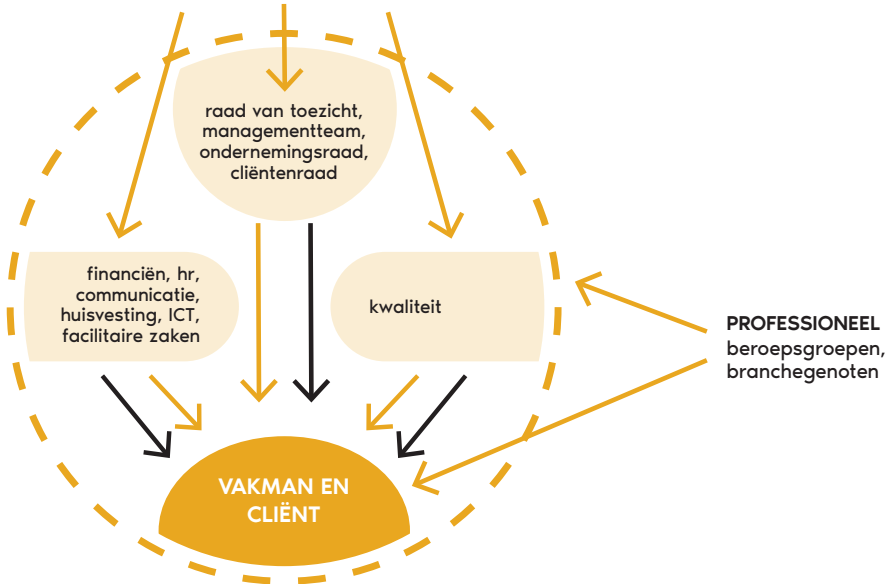 raad van toezicht,
managementteam,
ondernemingsraad,
cliëntenraad
financiën, hr,
communicatie,
huisvesting, ICT,
facilitaire zaken
kwaliteit
PROFESSIONEEL
beroepsgroepen,
branchegenoten
VAKMAN EN
CLIËNT